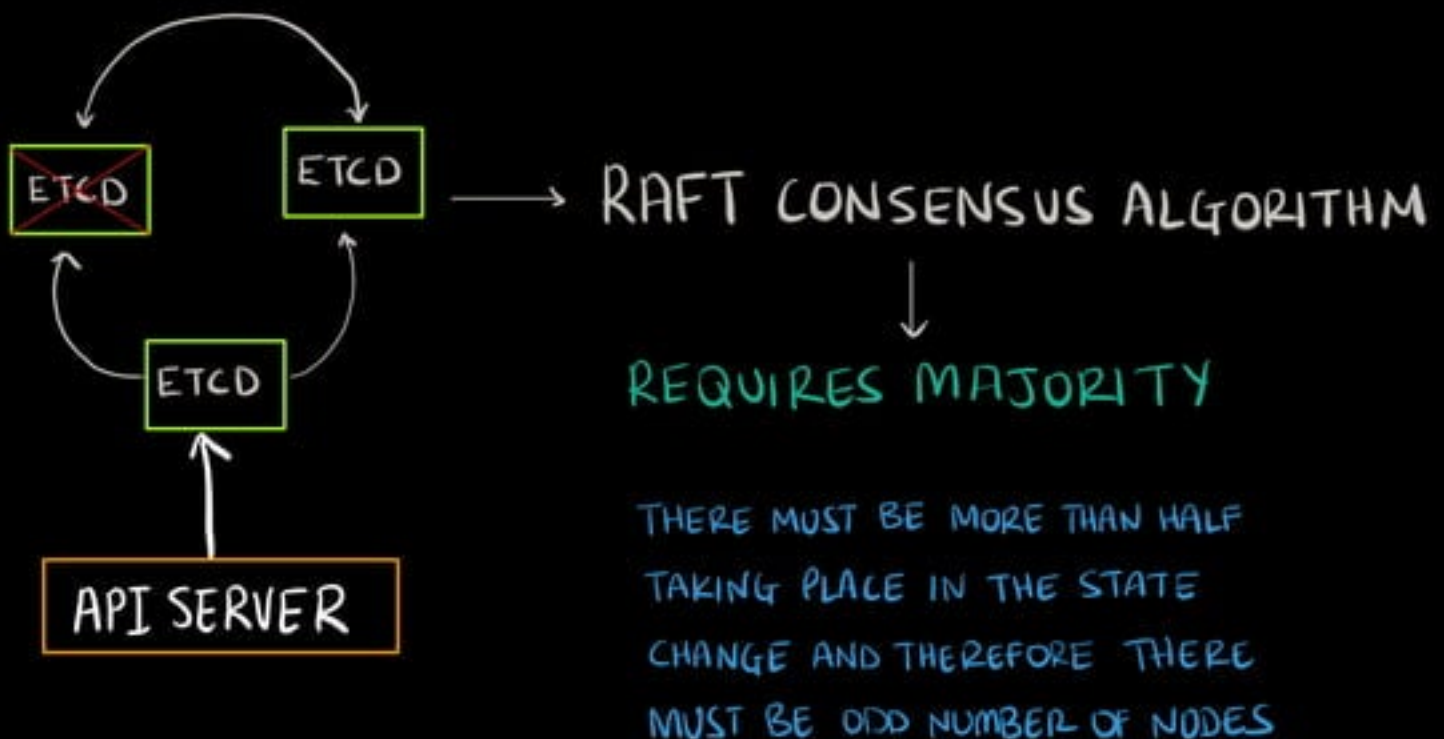 ETCD
ETCD
RAFT CONSENSUS ALGORITHM
ETCD
REQUIRES MAJORITY
API SERVER
THERE MUST BE MORE THAN HALF
TAKING PLACE IN THE STATE
CHANGE AND THEREFORE THERE
MUST BE ODD NUMBER OF NODES